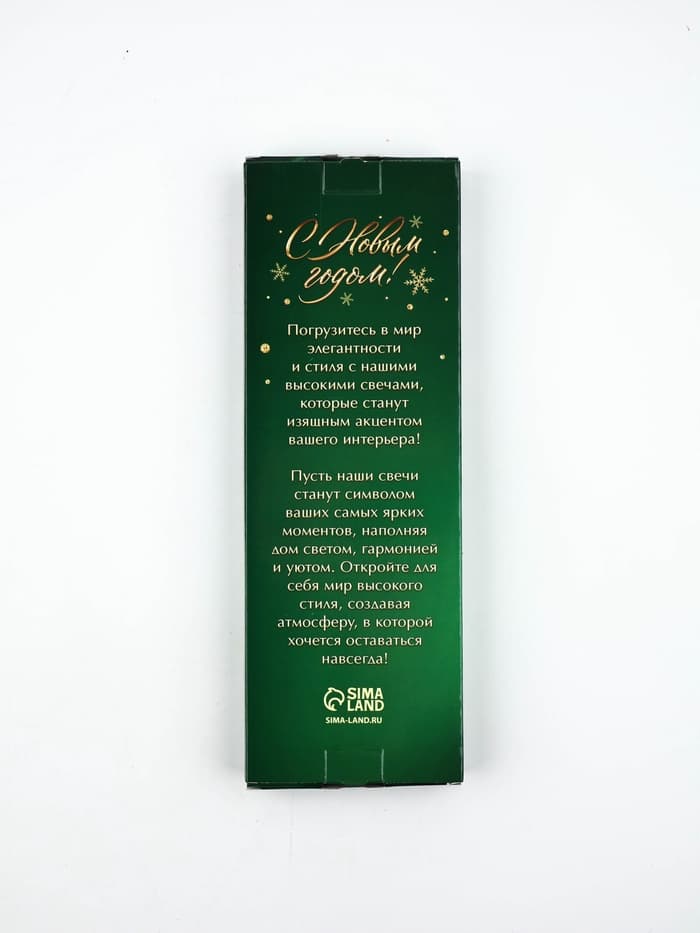 С Новым
годом!
Погрузитесь в мир
элегантности
и стиля с нашими
высокими свечами,
которые станут
изящным акцентом
вашего интерьера!
Пусть наши свечи
станут символом
ваших самых ярких
моментов, наполняя
дом светом, гармонией
и уютом. Откройте для
себя мир высокого
стиля, создавая
атмосферу, в которой
хочется оставаться
навсегда!
SIMA
LAND
SIMA-LAND.RU